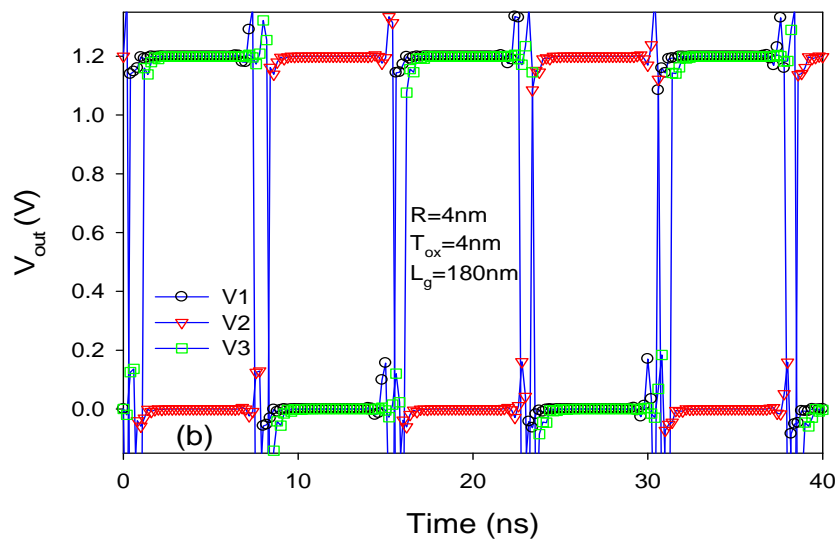 1.2
1.0
0.8
0.6
0.4
0.2
0.0
V_out (V)
R=4nm
T_ox=4nm
L_g=180nm
V1
V2
V3
(b)
0 10 20 30 40
Time (ns)